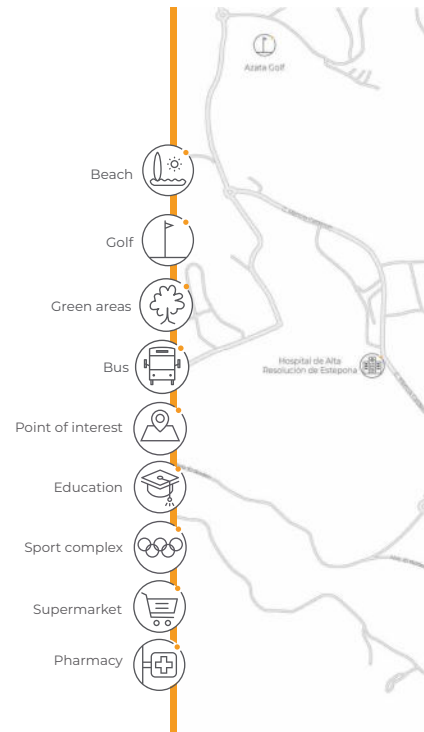 Azata Golf
Beach
Golf
Green areas
Bus
Hospital de Alta
Resolución de Estepona
Point of interest
Education
Sport complex
Supermarket
Pharmacy